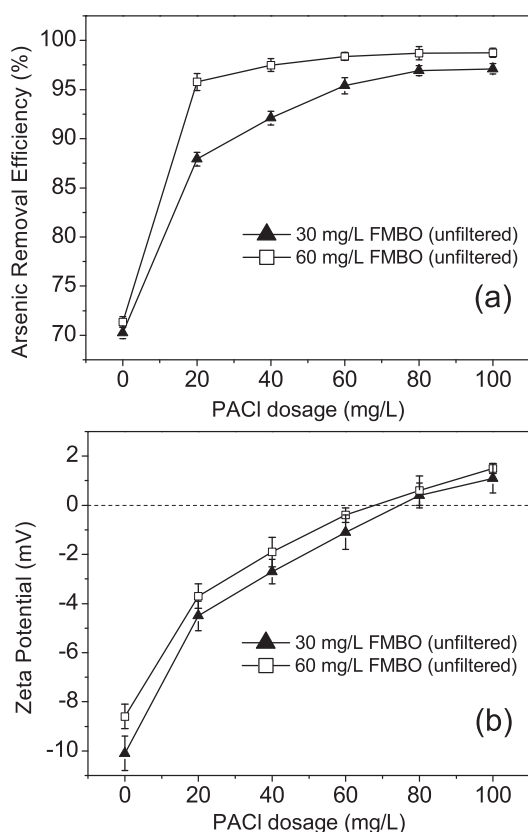 100
95
90
85
80
75
70
Arsenic Removal Efficiency (%)
30 mg/L FMBO (unfiltered)
60 mg/L FMBO (unfiltered)
(a)
0 20 40 60 80 100
PACl dosage (mg/L)
2
0
-2
-4
-6
-8
-10
Zeta Potential (mV)
30 mg/L FMBO (unfiltered)
60 mg/L FMBO (unfiltered)
(b)
0 20 40 60 80 100
PACl dosage (mg/L)